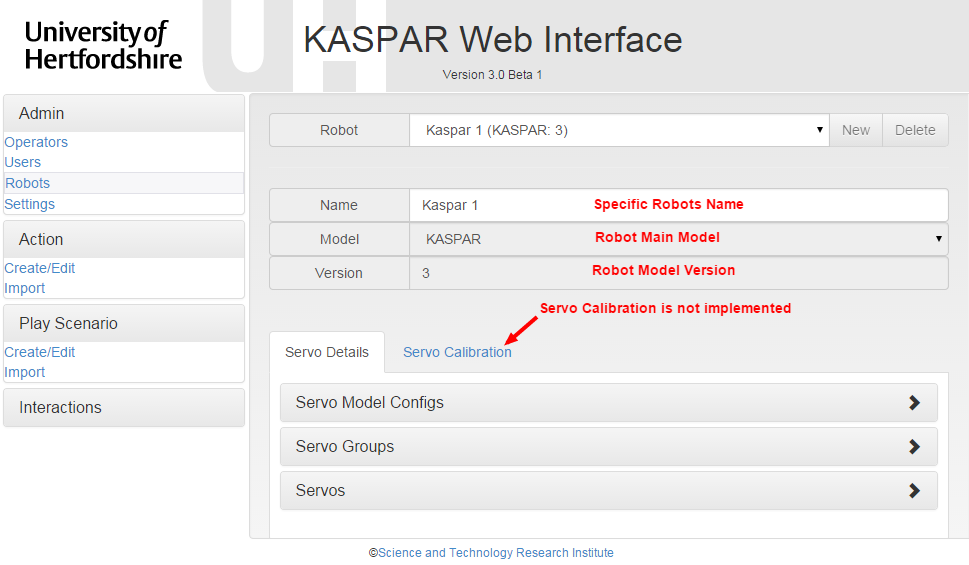 University of
Hertfordshire
UH
KASPAR Web Interface
Version 3.0 Beta 1
Admin
Operators
Users
Robots
Settings
Action
Create/Edit
Import
Play Scenario
Create/Edit
Import
Interactions
Robot Kaspar 1 (KASPAR: 3) New Delete
Name Kaspar 1 Specific Robots Name
Model KASPAR Robot Main Model
Version 3 Robot Model Version
Servo Calibration is not implemented
Servo Details Servo Calibration
Servo Model Configs
Servo Groups
Servos
©Science and Technology Research Institute